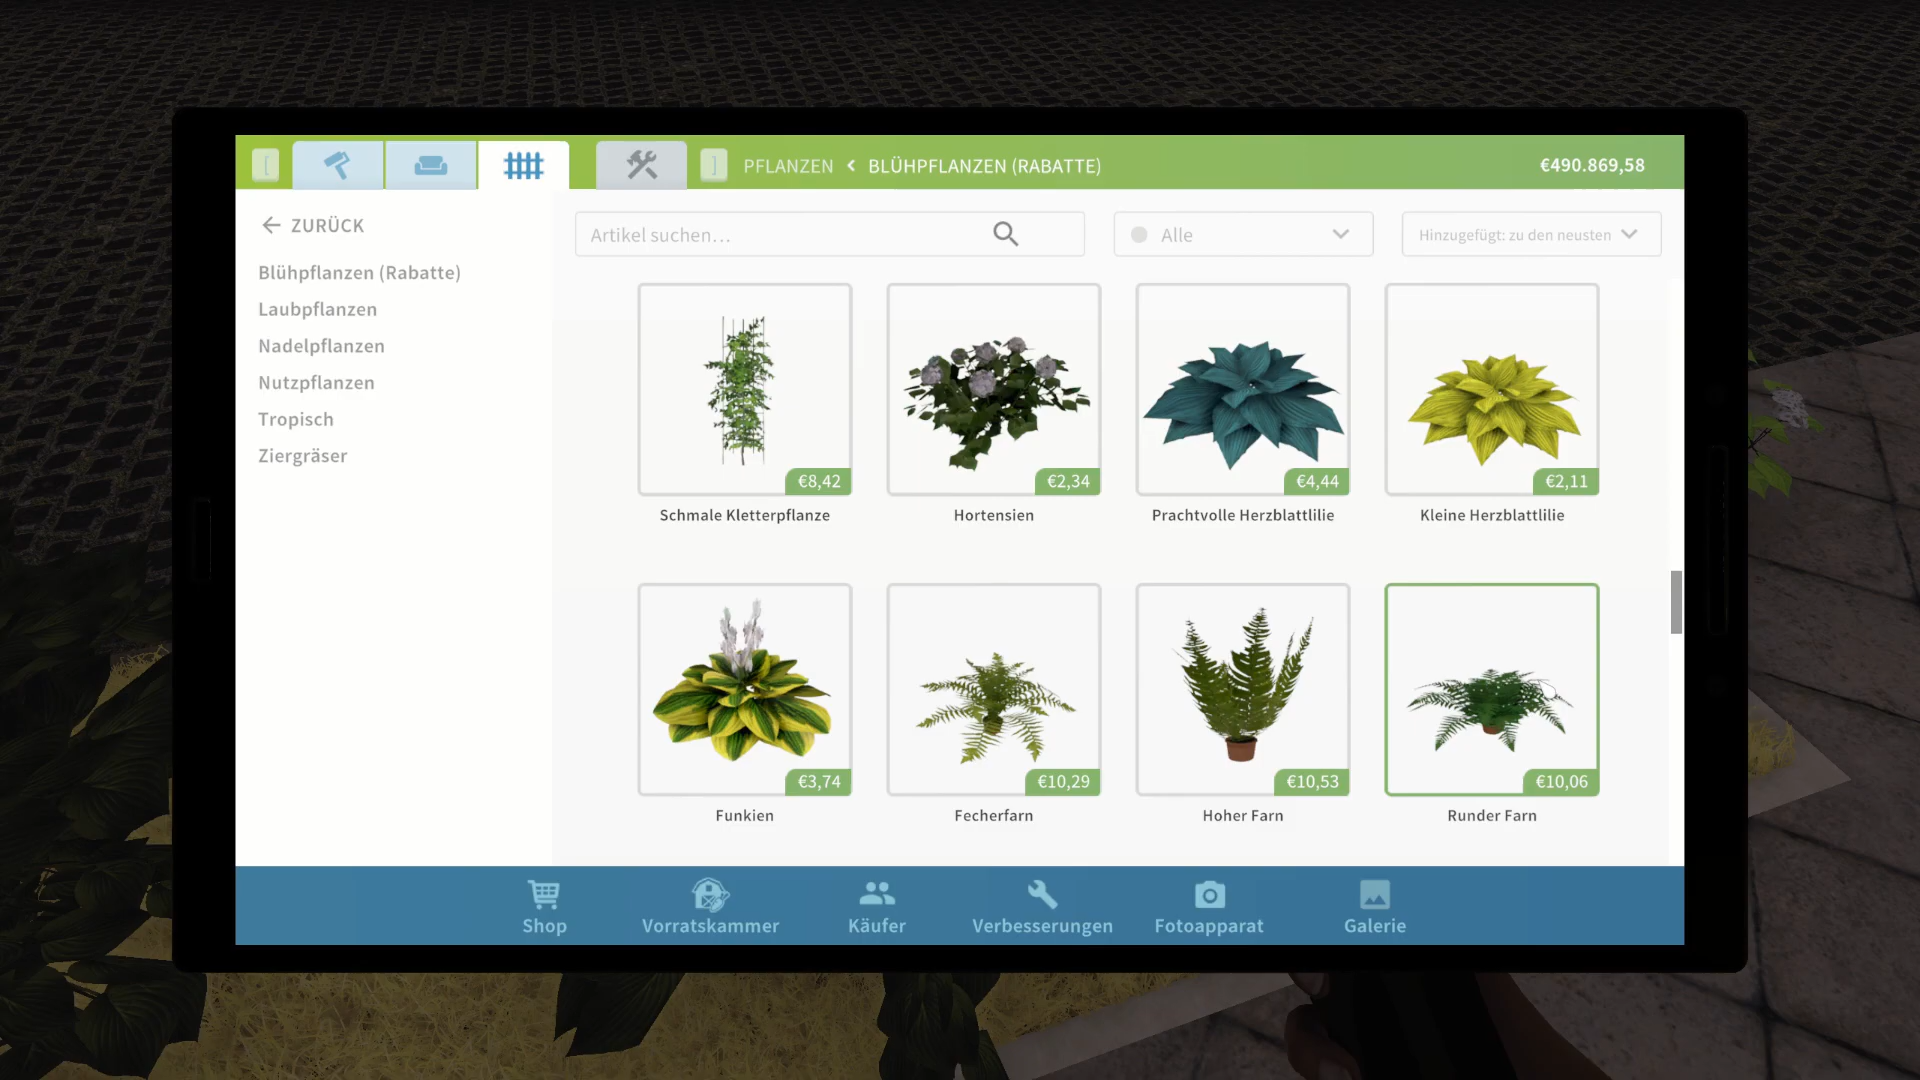 [
]
PFLANZEN < BLÜHPFLANZEN (RABATTE)
€490.869,58
ZURÜCK
Blühpflanzen (Rabatte)
Laubpflanzen
Nadelpflanzen
Nutzpflanzen
Tropisch
Ziergräser
Artikel suchen...
Alle
Hinzugefügt: zu den neusten
€8,42
€2,34
€4,44
€2,11
Schmale Kletterpflanze
Hortensien
Prachtvolle Herzblattlilie
Kleine Herzblattlilie
€3,74
€10,29
€10,53
€10,06
Funkien
Fecherfarn
Hoher Farn
Runder Farn
Shop
Vorratskammer
Käufer
Verbesserungen
Fotoapparat
Galerie